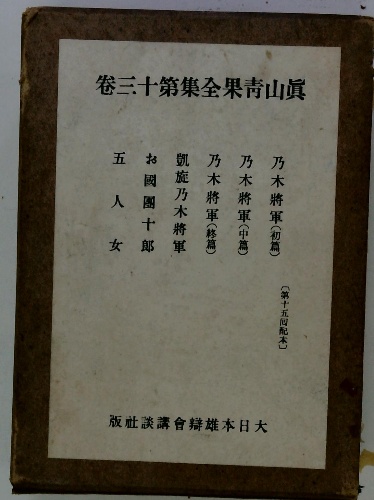 眞山靑果全集第十三卷
乃木將軍（初篇）
〔第十五回配本〕
乃木將軍（中篇）
乃木將軍（終篇）
凱旋乃木將軍
お國團十郎
五人女
大日本雄辯會講談社版